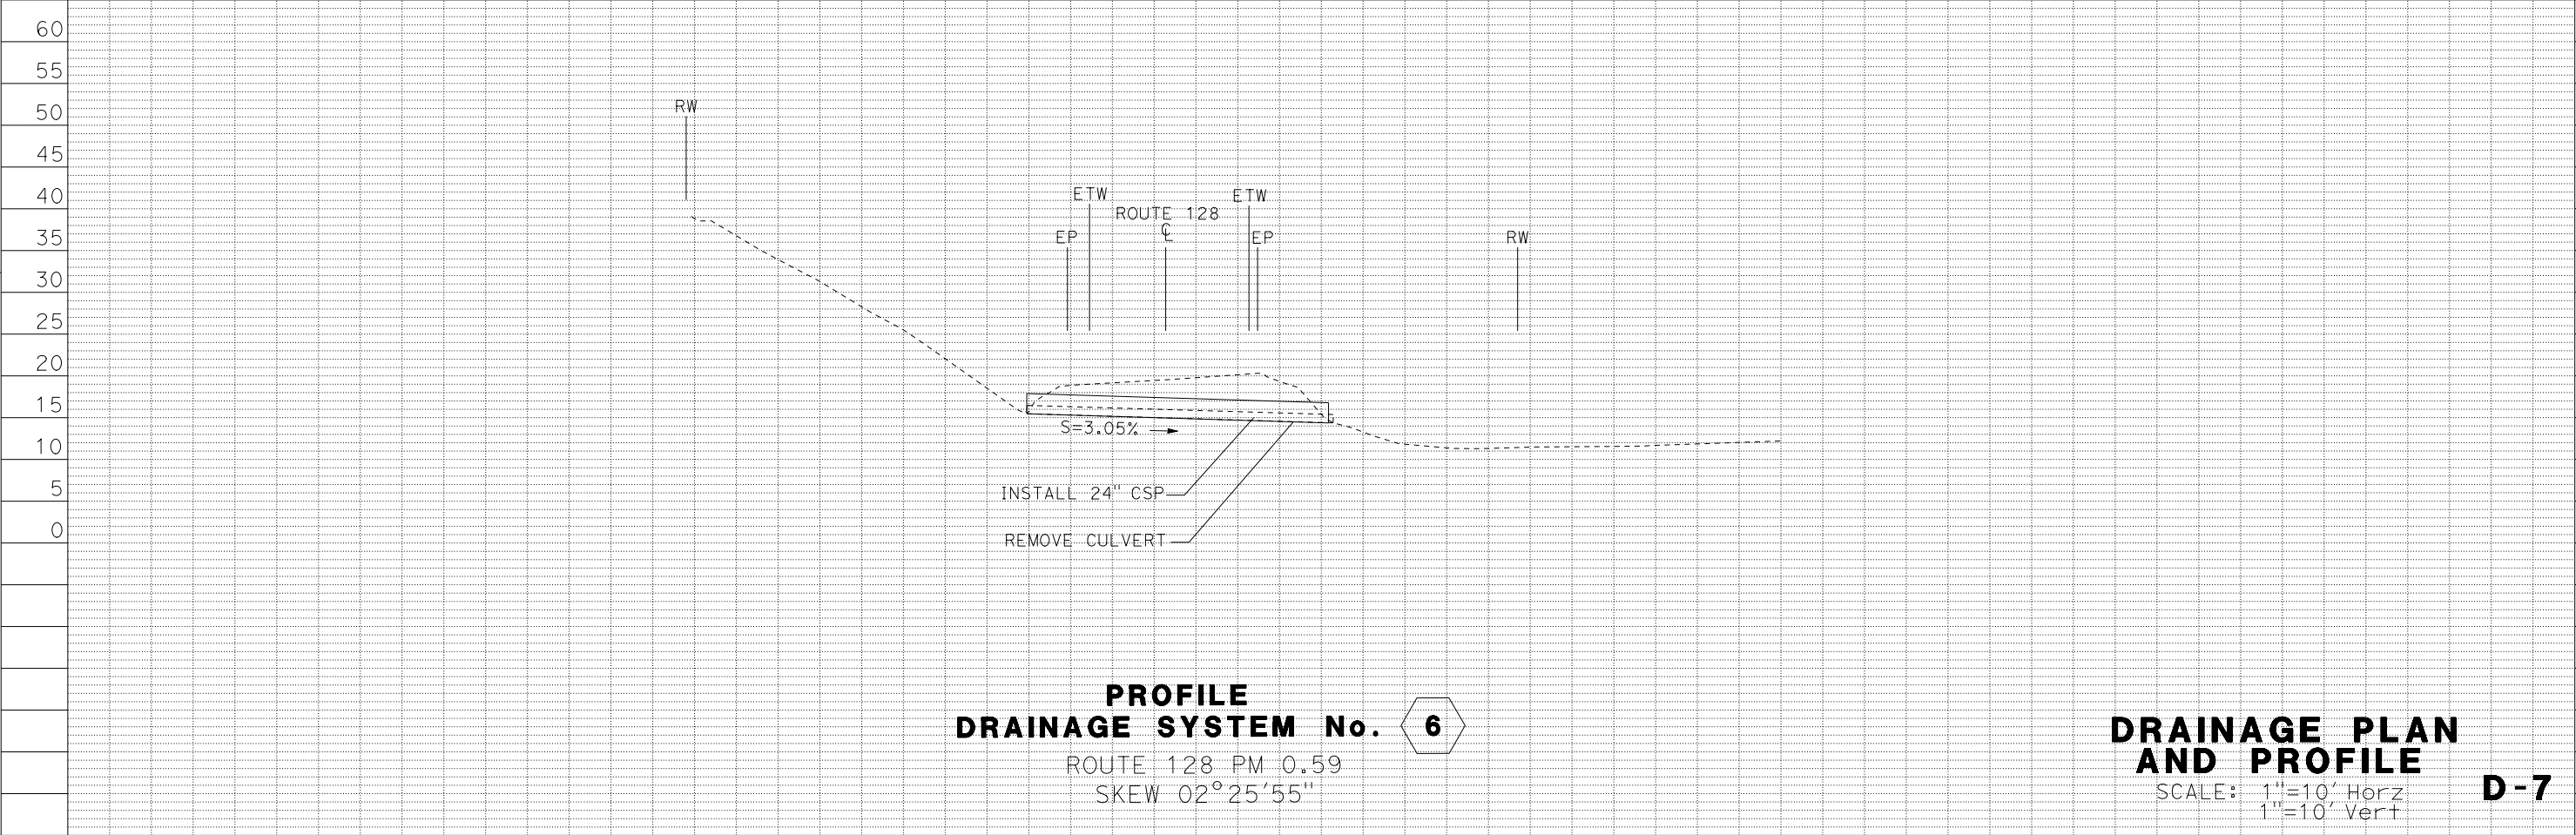 60
55
50
45
40
35
30
25
20
15
10
5
0
RW
ETW
ETW
ROUTE 128
℄
EP
EP
RW
S=3.05%
INSTALL 24" CSP
REMOVE CULVERT
PROFILE
DRAINAGE SYSTEM No. 6
ROUTE 128 PM 0.59
SKEW 02°25'55"
DRAINAGE PLAN
AND PROFILE
SCALE: 1"=10' Horz
1"=10' Vert
D-7